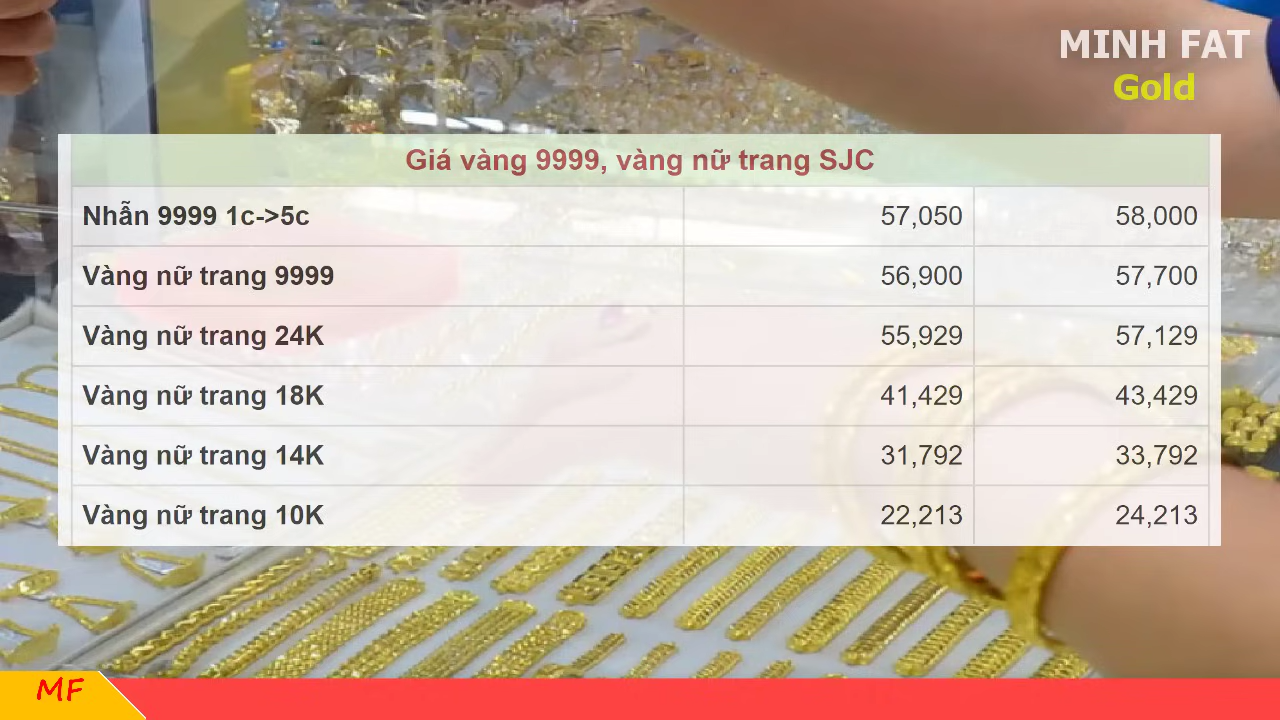 MINH FAT
Gold
Giá vàng 9999, vàng nữ trang SJC
Nhẫn 9999 1c->5c 57,050 58,000
Vàng nữ trang 9999 56,900 57,700
Vàng nữ trang 24K 55,929 57,129
Vàng nữ trang 18K 41,429 43,429
Vàng nữ trang 14K 31,792 33,792
Vàng nữ trang 10K 22,213 24,213
MF